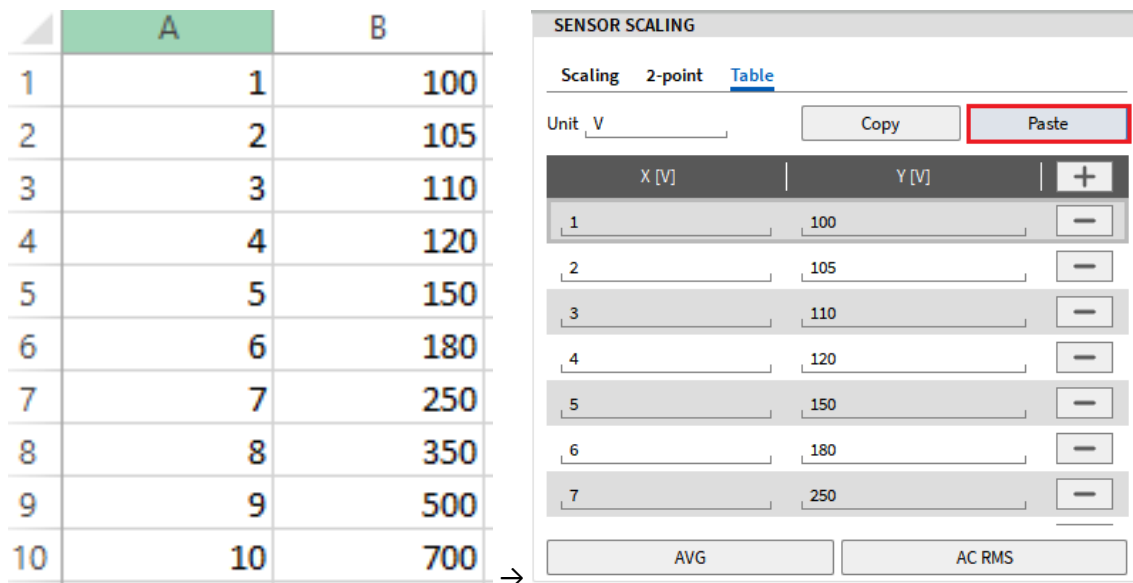 A B
1 1 100
2 2 105
3 3 110
4 4 120
5 5 150
6 6 180
7 7 250
8 8 350
9 9 500
10 10 700
→
SENSOR SCALING
Scaling 2-point Table
Unit V Copy Paste
X [V] Y [V] +
1 100 −
2 105 −
3 110 −
4 120 −
5 150 −
6 180 −
7 250 −
AVG AC RMS